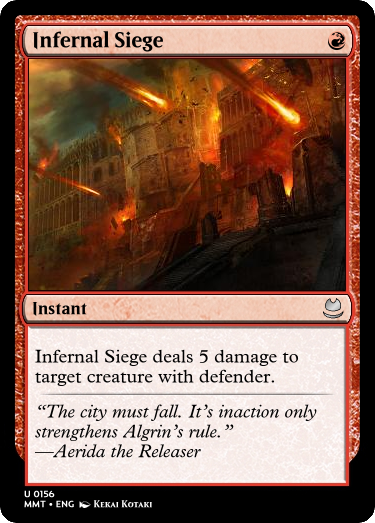 Infernal Siege
Instant
Infernal Siege deals 5 damage to
target creature with defender.
“The city must fall. It’s inaction only
strengthens Algrin’s rule.”
—Aerida the Releaser
U 0156
MMT • ENG Kekai Kotaki